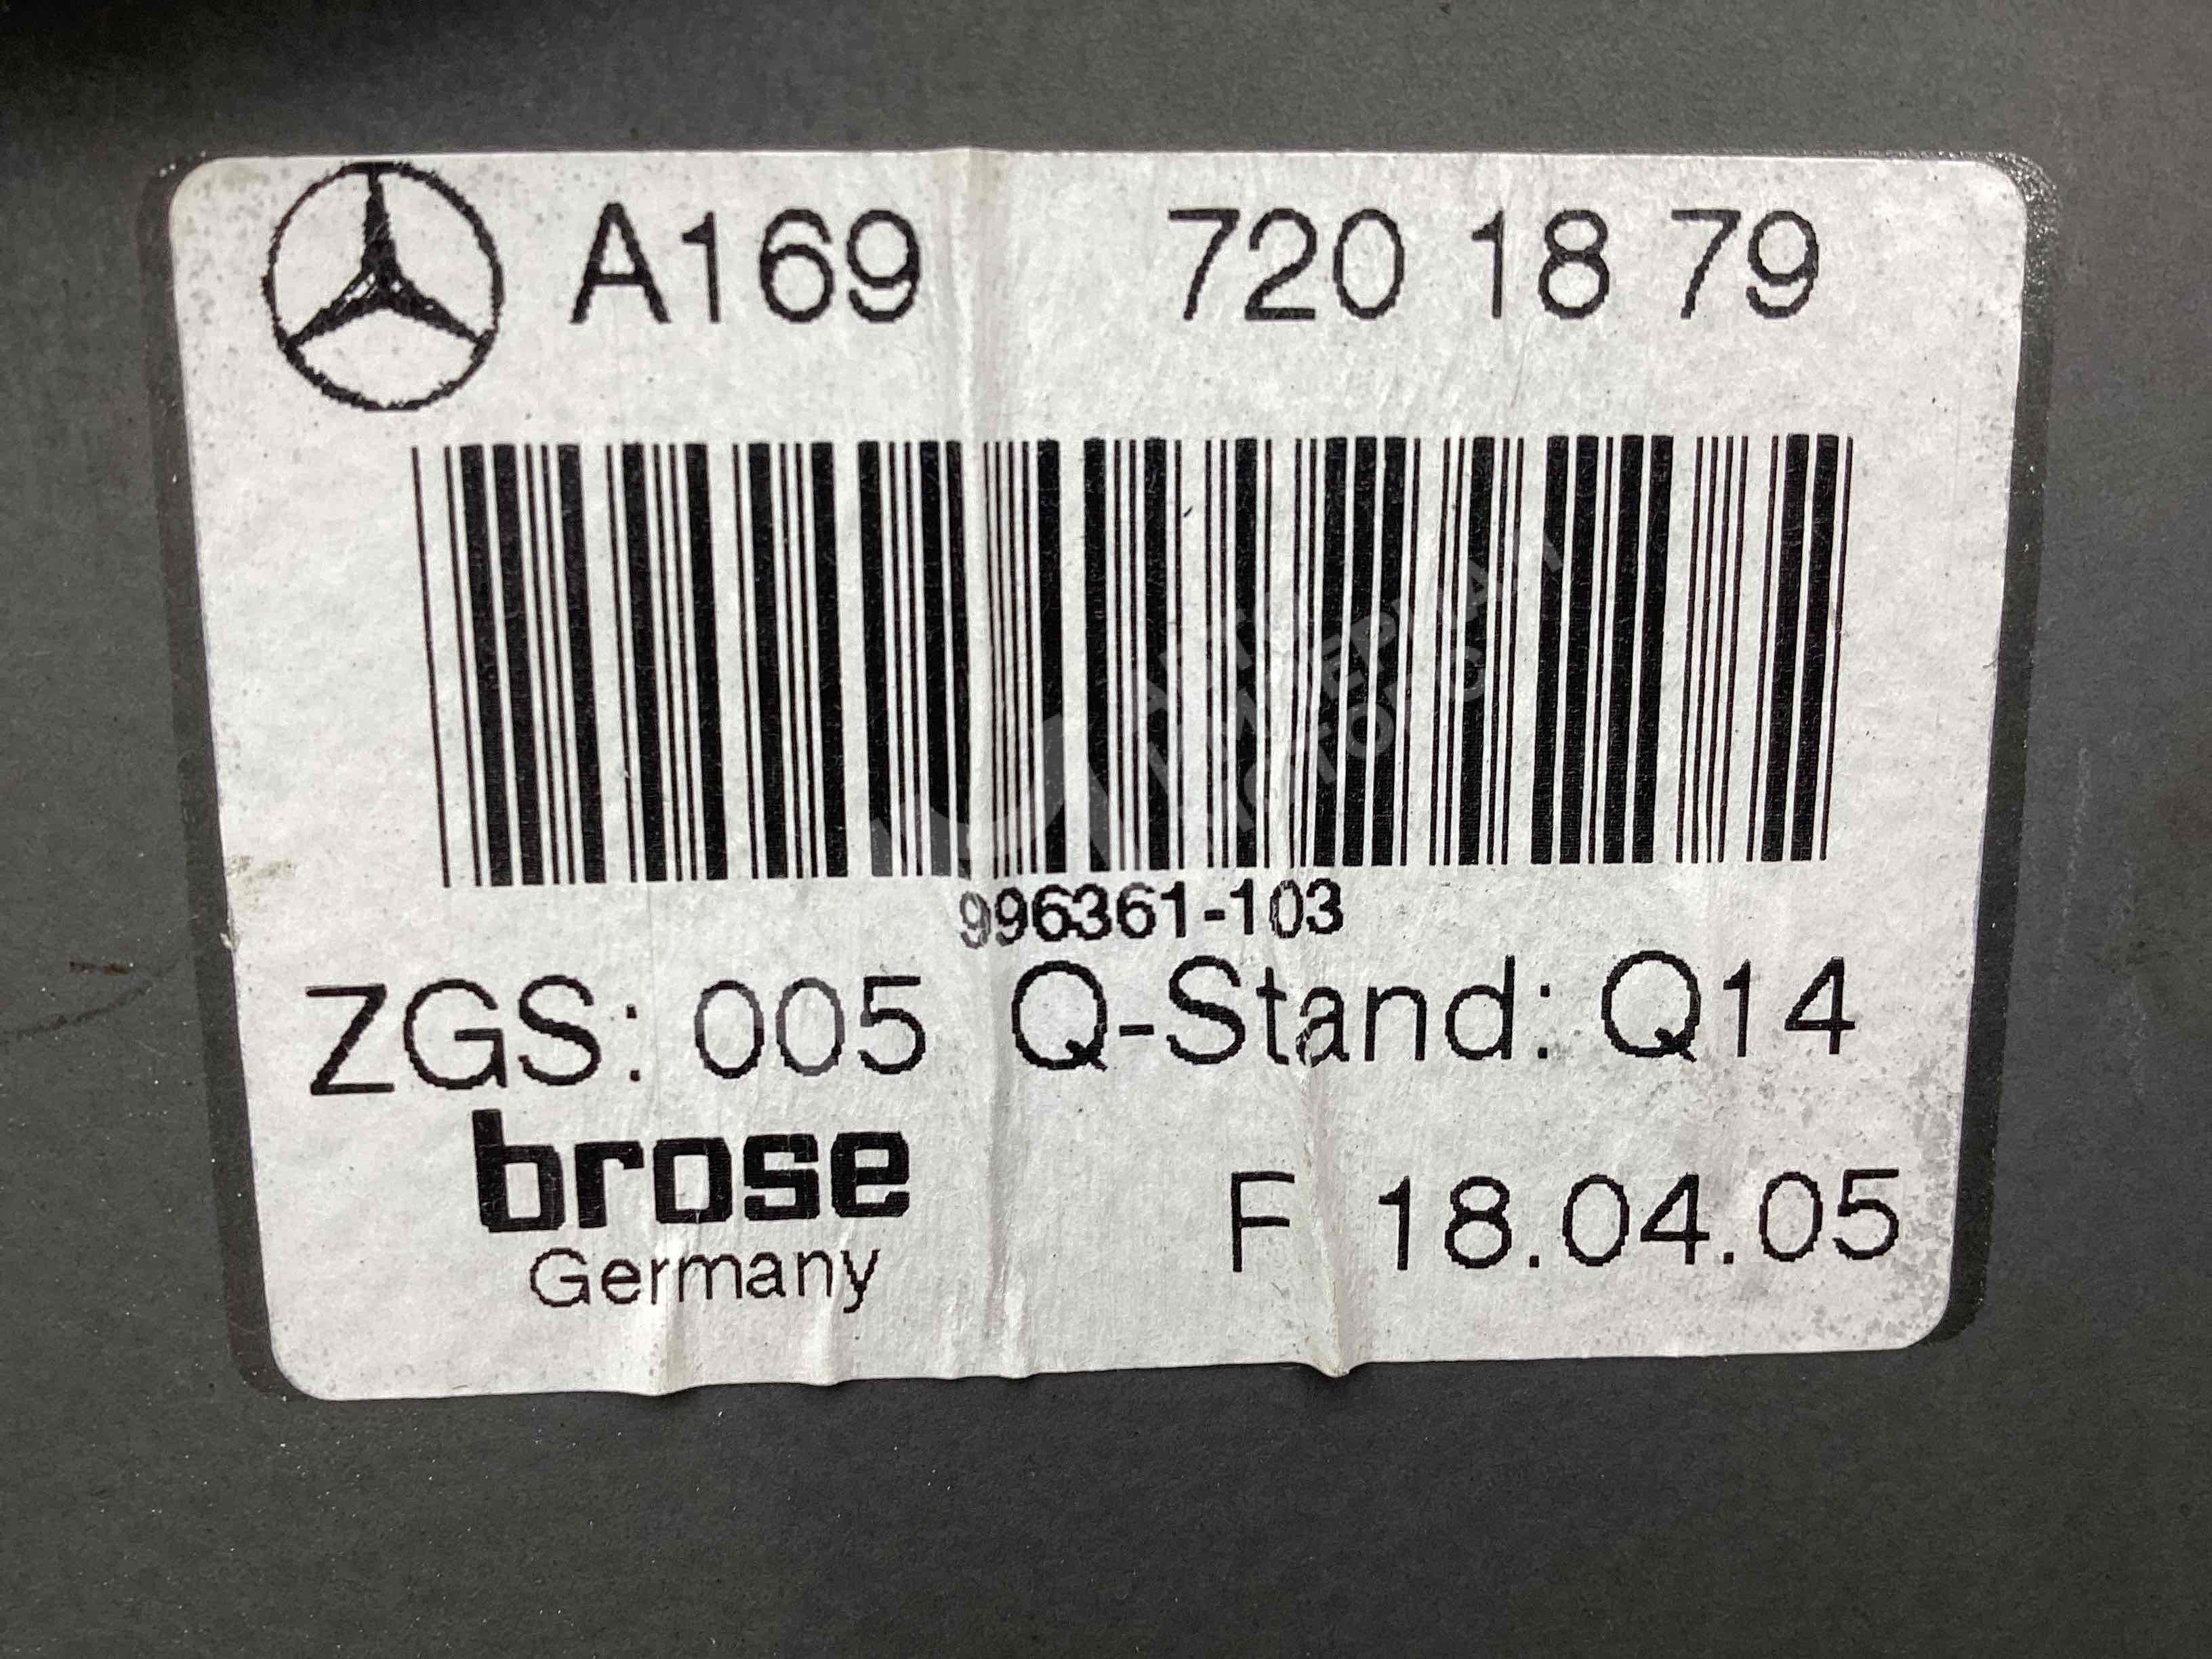 A169 720 18 79
996361-103
ZGS: 005 Q-Stand: Q14
brose
Germany
F 18.04.05